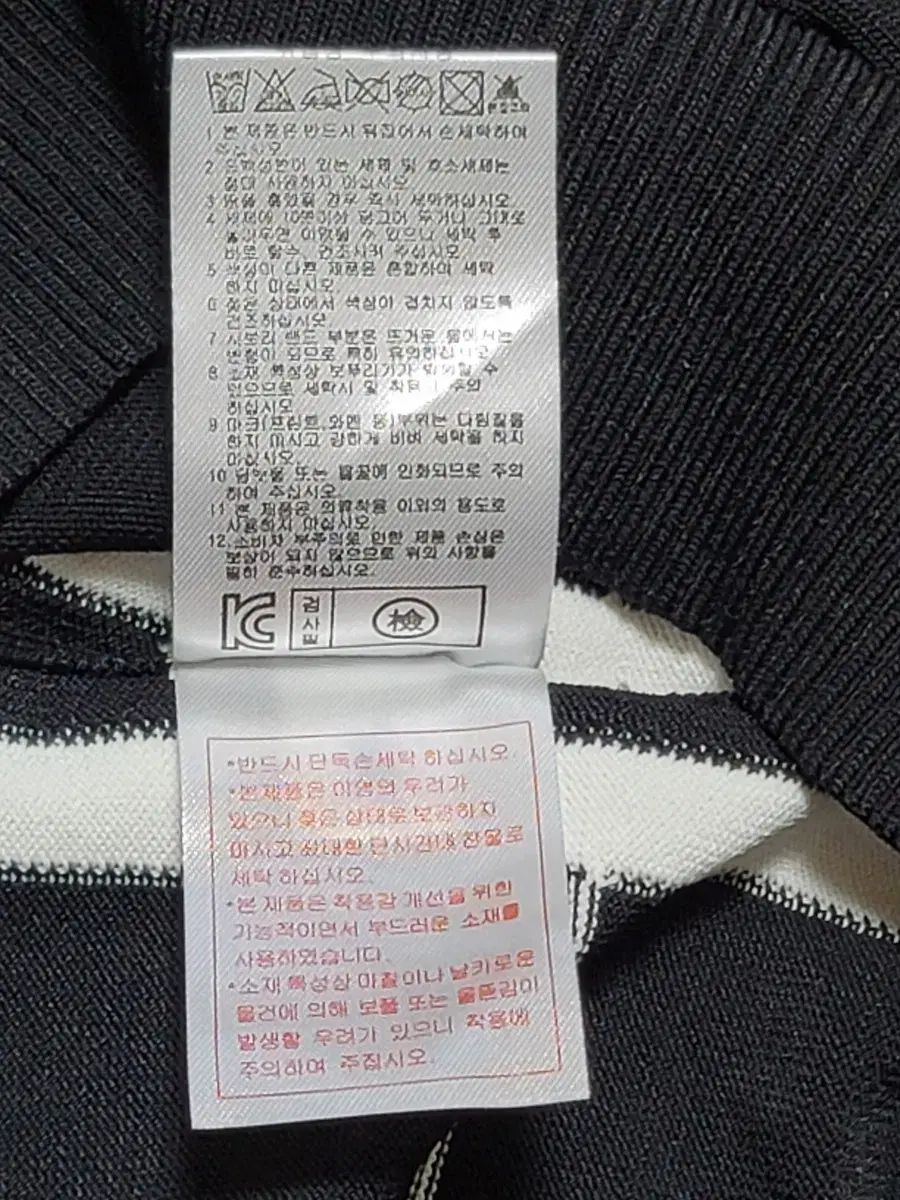 1 본 제품은 반드시 뒤집어서 손세탁하여
주십시오
2 표백성분이 있는 세제 및 효소세제는
절대 사용하지 마십시오
3 땀을 흘렸을 경우 즉시 세탁하십시오
4 세제에 10분이상 담그어 두거나 그대로
놓아두면 이염될 수 있으니 세탁 후
바로 탈수, 건조시켜 주십시오
5 색상이 다른 제품은 혼합하여 세탁
하지 마십시오.
6 젖은 상태에서 색상이 겹치지 않도록
건조하십시오
7 시보리 밴드 부분은 뜨거운 물에서는
변형이 되므로 특히 유의하십시오
8 소재 특성상 보푸리기가 발생할 수
있으므로 세탁시 및 착용시 주의
하십시오
9 마크(프린트,와펜 등)부위는 다림질을
하지 마시고 강하게 비벼 세탁을 하지
마십시오.
10 땀,빗물 또는 물에 인화되므로 주의
하여 주십시오.
11 본 제품은 의류착용 이외의 용도로
사용하지 마십시오.
12.소비자 부주의로 인한 제품 손상은
보상이 되지 않으므로 위의 사항을
필히 준수하십시오.
KC
검사필
檢
•반드시 단독손세탁 하십시오.
•본제품은 이염의 우려가
있으니 젖은 상태로 보관하지
마시고 최대한 단시간내 찬물로
세탁 하십시오.
•본 제품은 착용감 개선을 위한
기능적이면서 부드러운 소재를
사용하였습니다.
•소재 특성상 마찰이나 날카로운
물건에 의해 보풀 또는 올뜯김이
발생할 우려가 있으니 착용에
주의하여 주십시오.